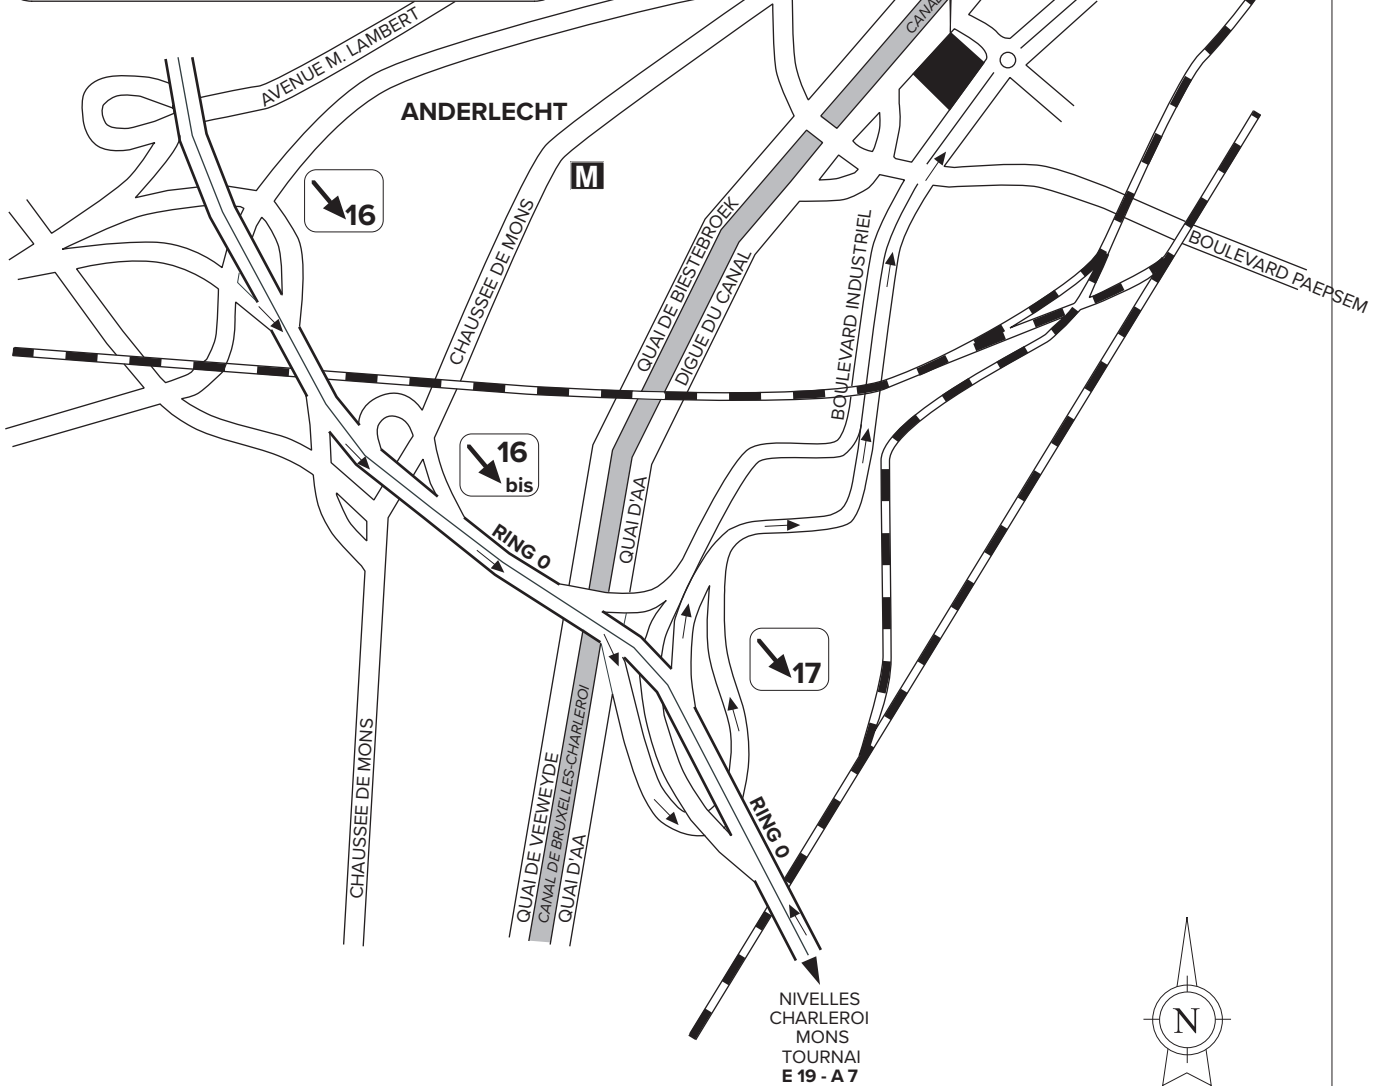 CANAL
AVENUE M. LAMBERT
ANDERLECHT
M
16
CHAUSSEE DE MONS
QUAI DE BIESTEBROEK
DIGUE DU CANAL
BOULEVARD INDUSTRIEL
BOULEVARD PAEPSEM
16
bis
QUAI D'AA
RING 0
17
CHAUSSEE DE MONS
QUAI DE VEEWEYDE
CANAL DE BRUXELLES-CHARLEROI
QUAI D'AA
RING 0
NIVELLES
CHARLEROI
MONS
TOURNAI
E 19 - A 7
N